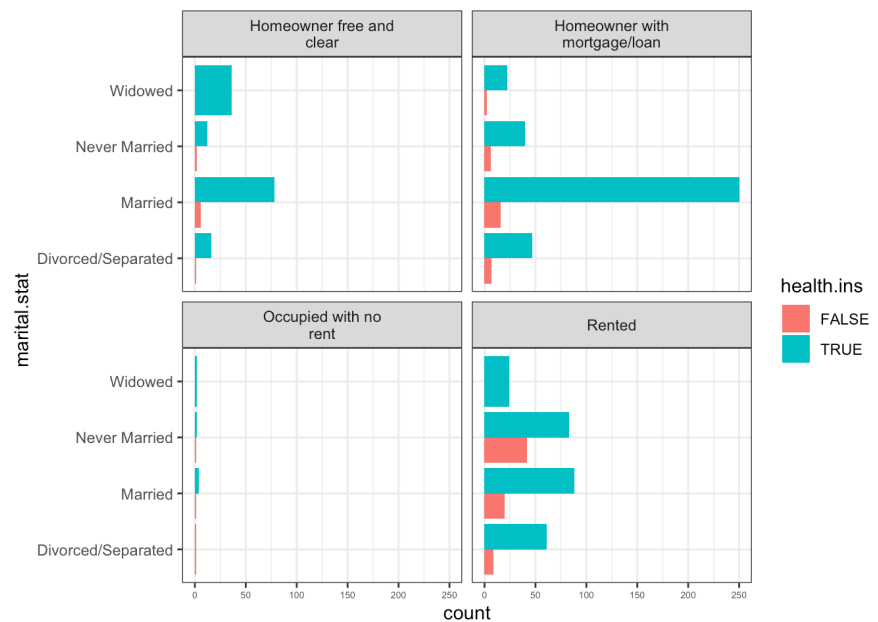 Homeowner free and
clear
Homeowner with
mortgage/loan
Widowed
Never Married
Married
Divorced/Separated
Occupied with no
rent
Rented
Widowed
Never Married
Married
Divorced/Separated
0 50 100 150 200 250
0 50 100 150 200 250
count
marital.stat
health.ins
FALSE
TRUE